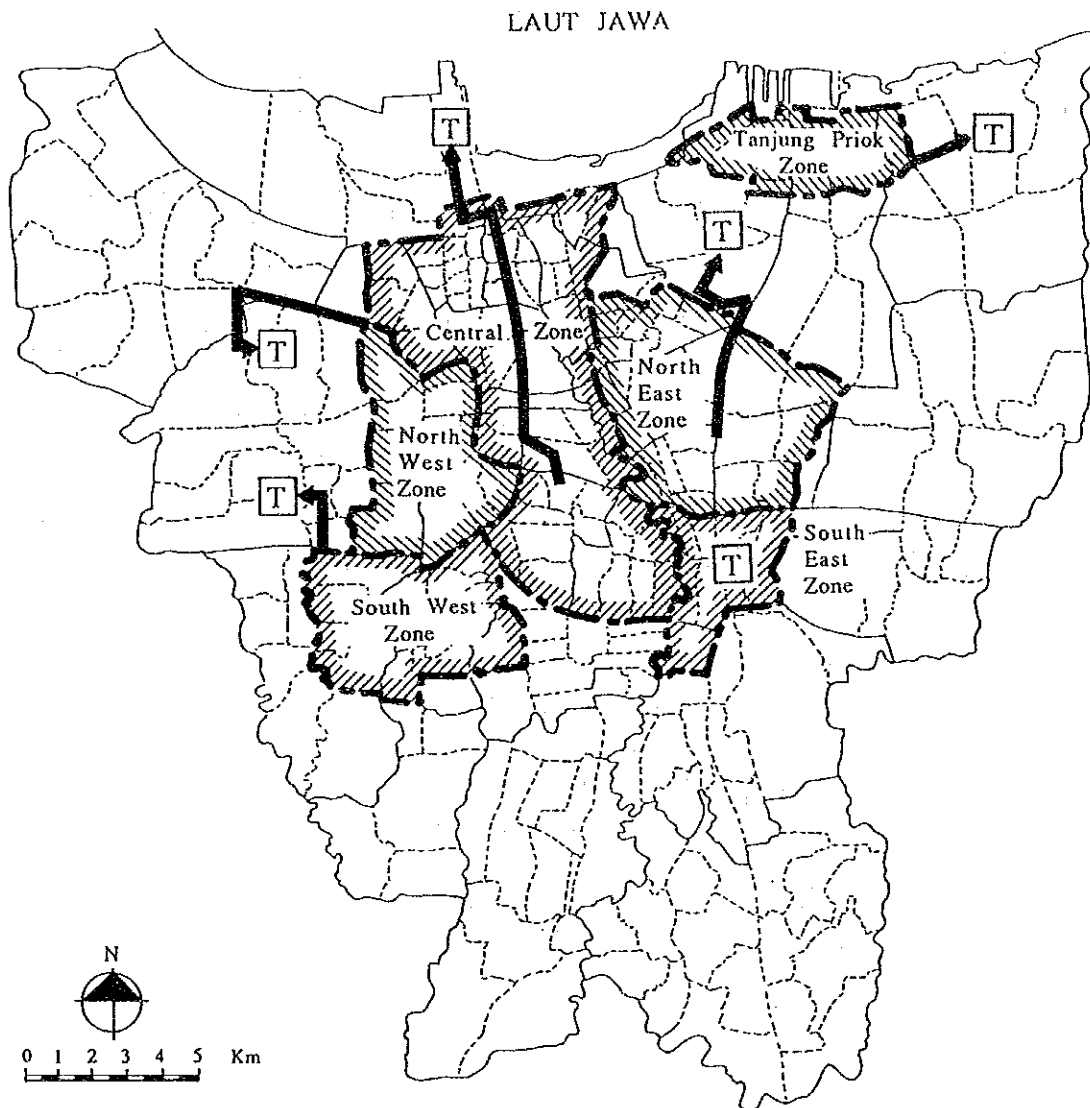 LAUT JAWA
T
Tanjung Priok
Zone
T
T
Central Zone
T
North
East
Zone
North
West
Zone
T
South
East
Zone
T
South West
Zone
N
0 1 2 3 4 5 Km